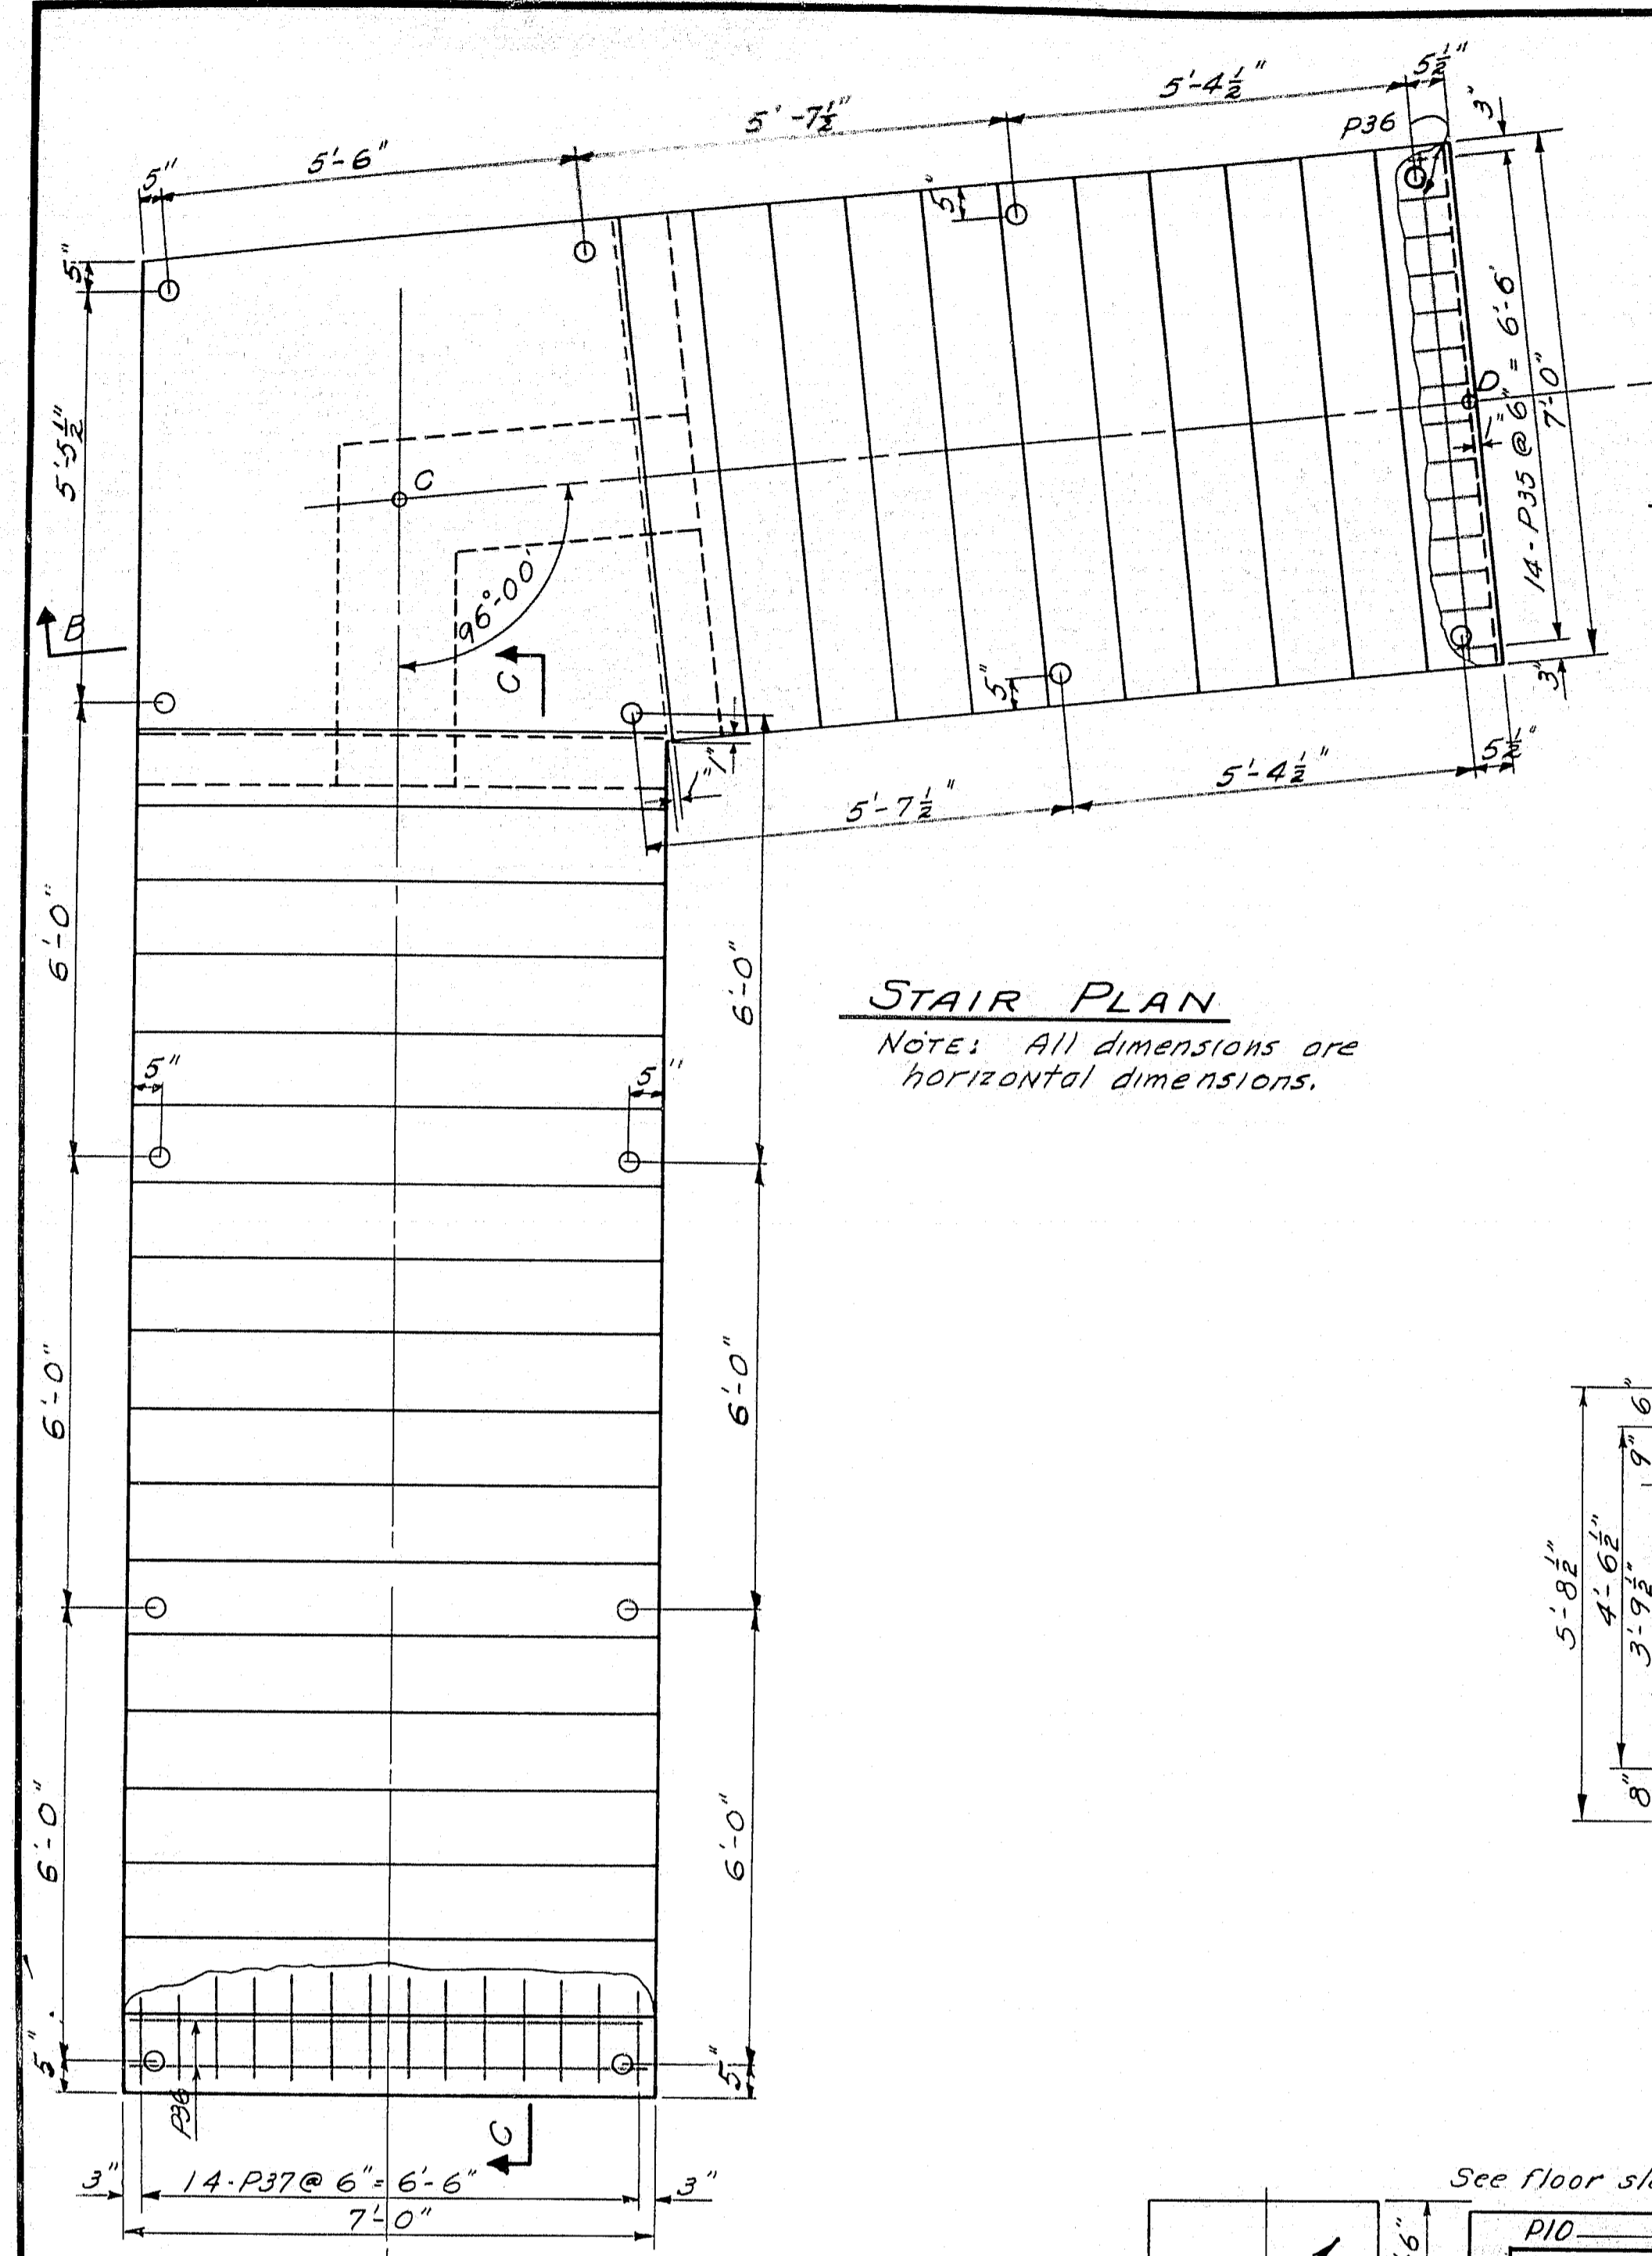 5½"
5'-4½"
3"
5'-7½"
P36
5'-6"
5"
5"
5"
14-P35 @ 6" = 6'-6"
7'-0"
D
1"
5'-5½"
C
96°-00'
B
C
5"
3"
5½"
1"
1"
5'-4½"
5'-7½"
6'-0"
6'-0"
STAIR PLAN
NOTE: All dimensions are
horizontal dimensions.
5"
5"
6'-0"
6'-0"
6"
9"
5'-8½"
4'-6½"
3'-9½"
8"
6'-0"
6'-0"
5"
5"
P36
C
3"
14-P37 @ 6" = 6'-6"
3"
7'-0"
See floor
P10
6"